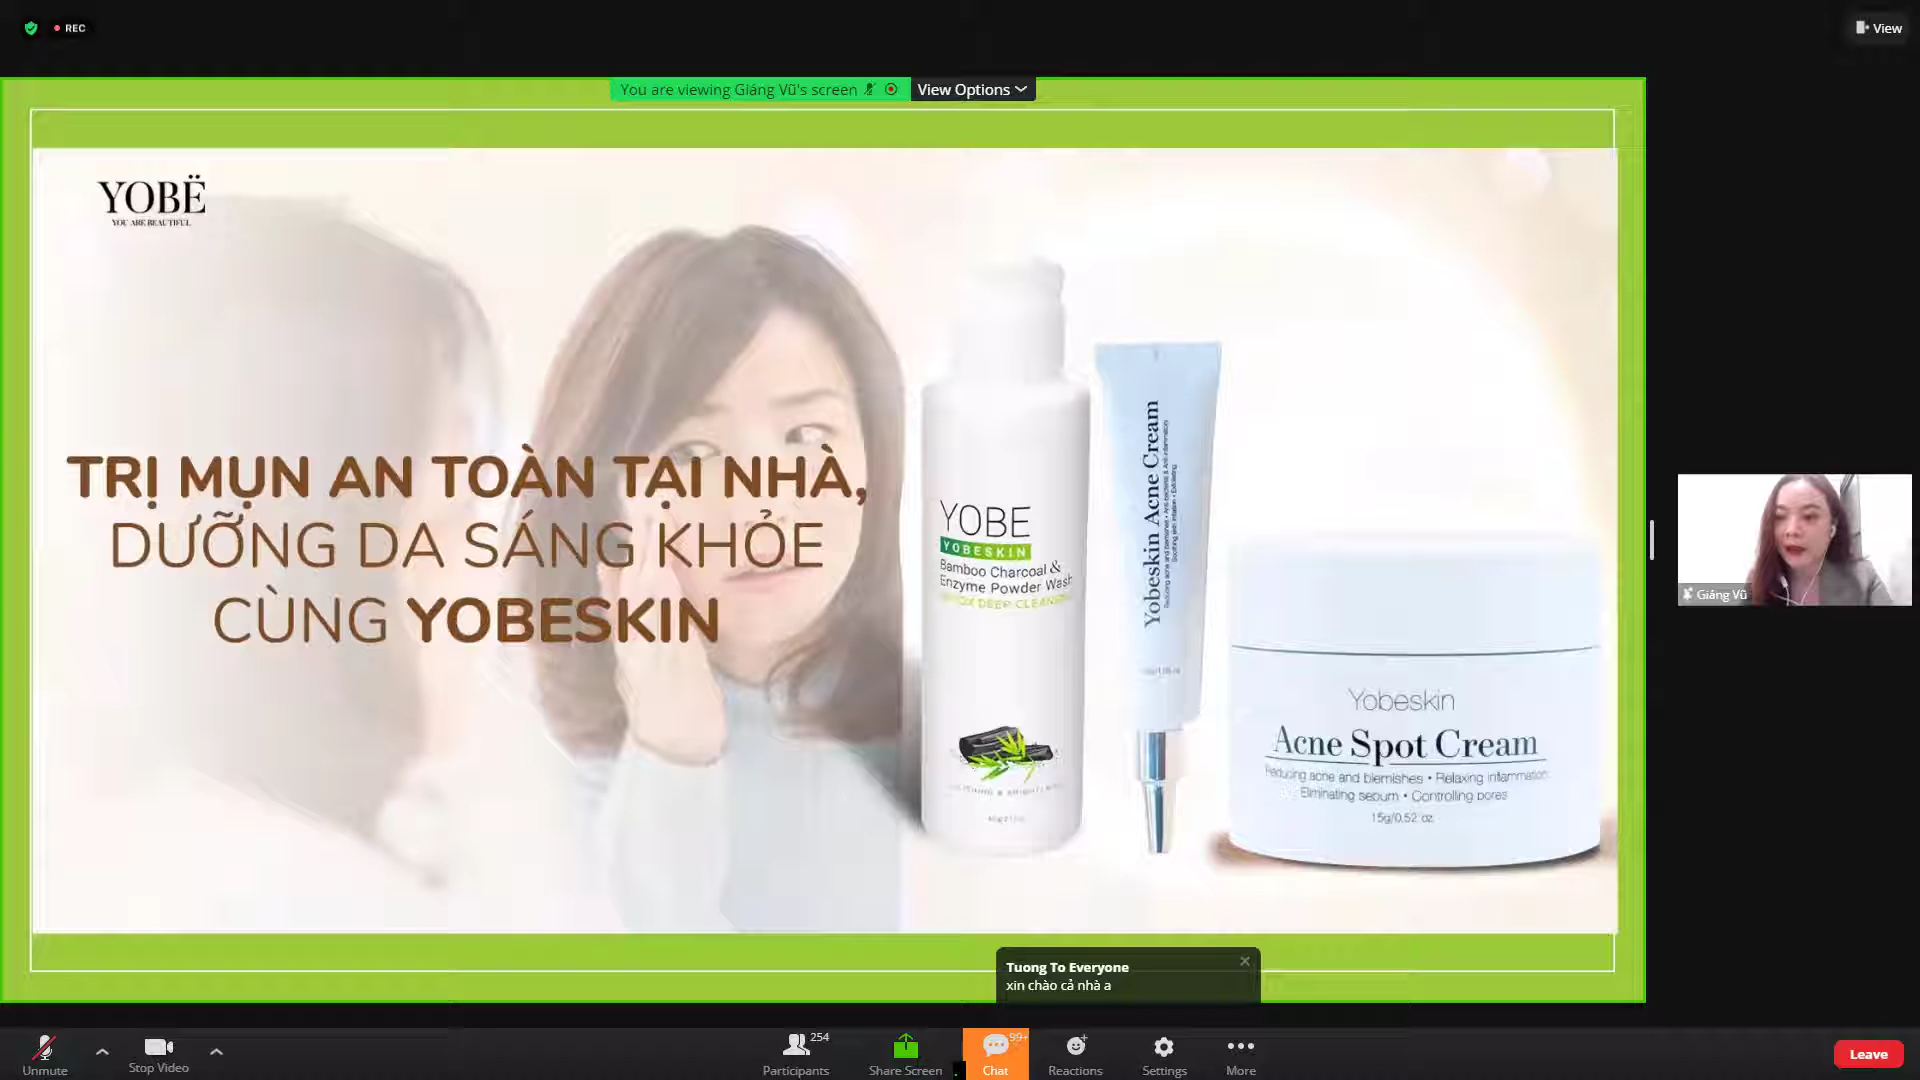 REC
View
You are viewing Giáng Vũ's screen
View Options
YOBË
YOU ARE BEAUTIFUL
TRỊ MỤN AN TOÀN TẠI NHÀ,
DƯỠNG DA SÁNG KHỎE
CÙNG YOBESKIN
YOBE
YOBESKIN
Bamboo Charcoal &
Enzyme Powder Wash
DEEP CLEANSING
Yobeskin Acne Cream
Yobeskin
Acne Spot Cream
Reducing acne and blemishes • Relaxing inflammation
Eliminating sebum • Controlling pores
15g/0.52 oz
Giáng Vũ
Tuong To Everyone
xin chào cả nhà a
Unmute
Stop Video
254
Participants
Share Screen
99+
Chat
Reactions
Settings
More
Leave